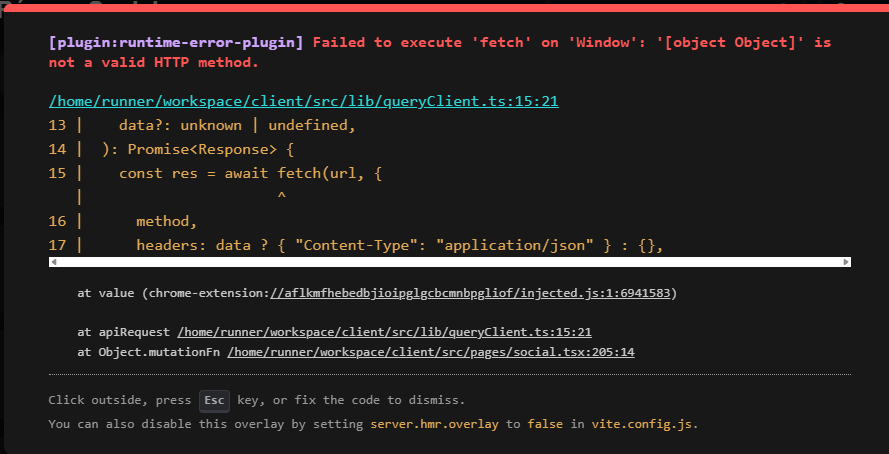 [plugin:runtime-error-plugin] Failed to execute 'fetch' on 'Window': '[object Object]' is
not a valid HTTP method.
/home/runner/workspace/client/src/lib/queryClient.ts:15:21
13 |    data?: unknown | undefined,
14 |  ): Promise<Response> {
15 |    const res = await fetch(url, {
   |                      ^
16 |      method,
17 |      headers: data ? { "Content-Type": "application/json" } : {},
at value (chrome-extension://aflkmfhebedbjioipglgcbcmnbpgliof/injected.js:1:6941583)
at apiRequest /home/runner/workspace/client/src/lib/queryClient.ts:15:21
at Object.mutationFn /home/runner/workspace/client/src/pages/social.tsx:205:14
Click outside, press Esc key, or fix the code to dismiss.
You can also disable this overlay by setting server.hmr.overlay to false in vite.config.js.